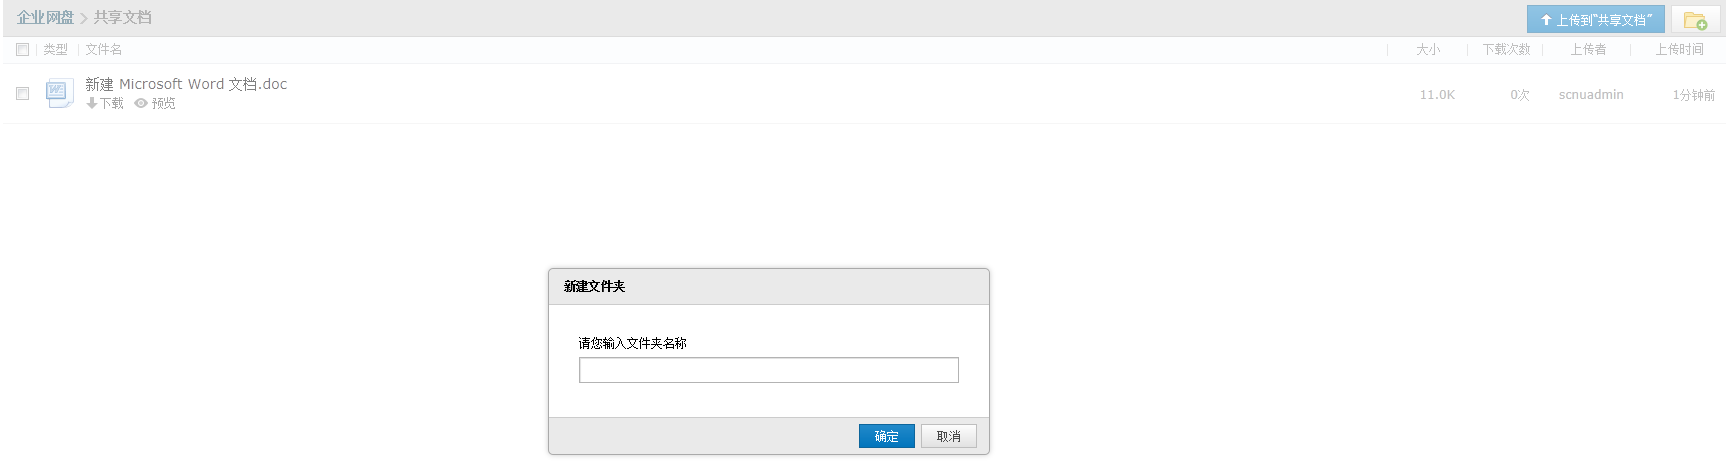 企业网盘 > 共享文档
上传到"共享文档"
类型 文件名 大小 下载次数 上传者 上传时间
新建 Microsoft Word 文档.doc
下载 预览
11.0K 0次 scnuadmin 1分钟前
新建文件夹
请您输入文件夹名称
确定 取消